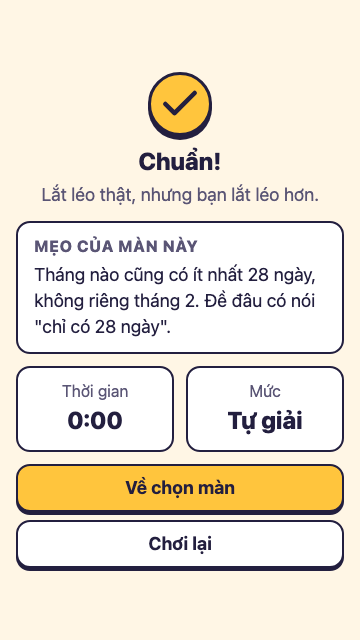 Chuẩn!
Lắt léo thật, nhưng bạn lắt léo hơn.
MẸO CỦA MÀN NÀY
Tháng nào cũng có ít nhất 28 ngày,
không riêng tháng 2. Đề đâu có nói
"chỉ có 28 ngày".
Thời gian
0:00
Mức
Tự giải
Về chọn màn
Chơi lại